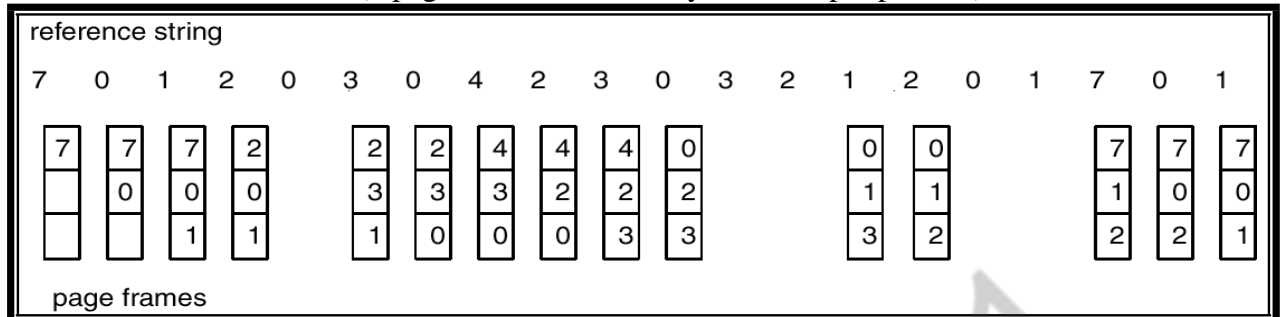 reference string
7 0 1 2 0 3 0 4 2 3 0 3 2 1 2 0 1 7 0 1
7 7 7 2 2 2 4 4 4 0 0 0 7 7 7
0 0 0 3 3 3 2 2 2 1 1 1 0 0
1 1 1 0 0 0 3 3 3 2 2 2 1
page frames